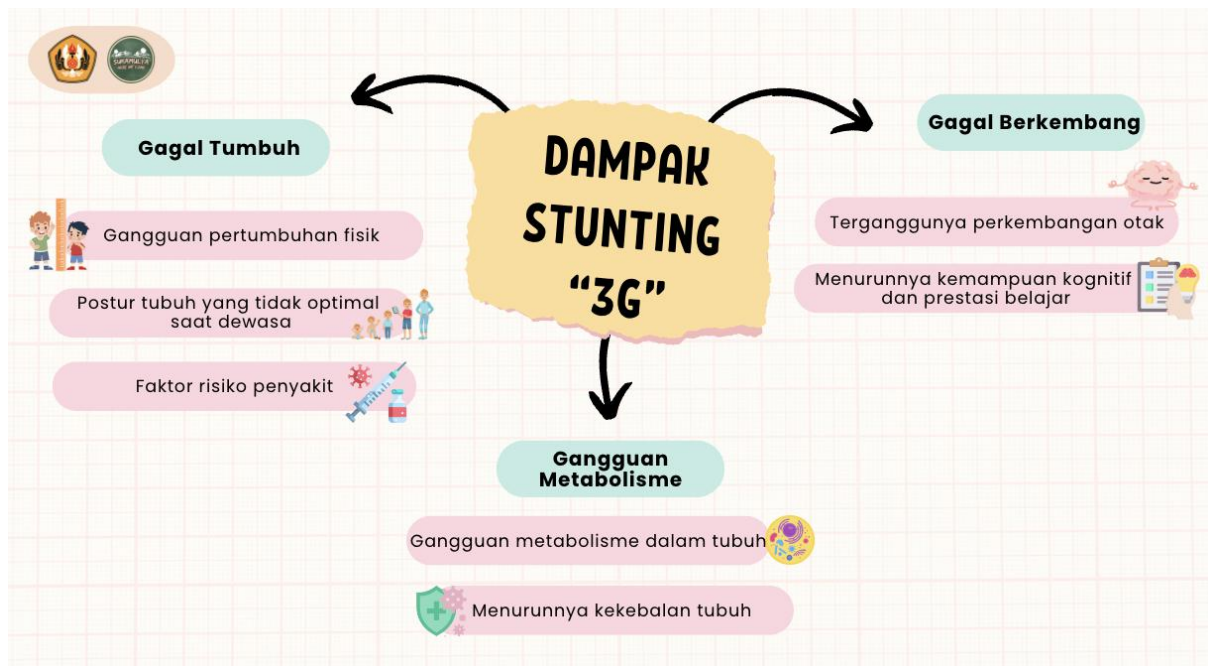 SUKAMULYA
DAMPAK
STUNTING
“3G”
Gagal Tumbuh
Gangguan pertumbuhan fisik
Postur tubuh yang tidak optimal
saat dewasa
Faktor risiko penyakit
Gagal Berkembang
Terganggunya perkembangan otak
Menurunnya kemampuan kognitif
dan prestasi belajar
Gangguan
Metabolisme
Gangguan metabolisme dalam tubuh
Menurunnya kekebalan tubuh